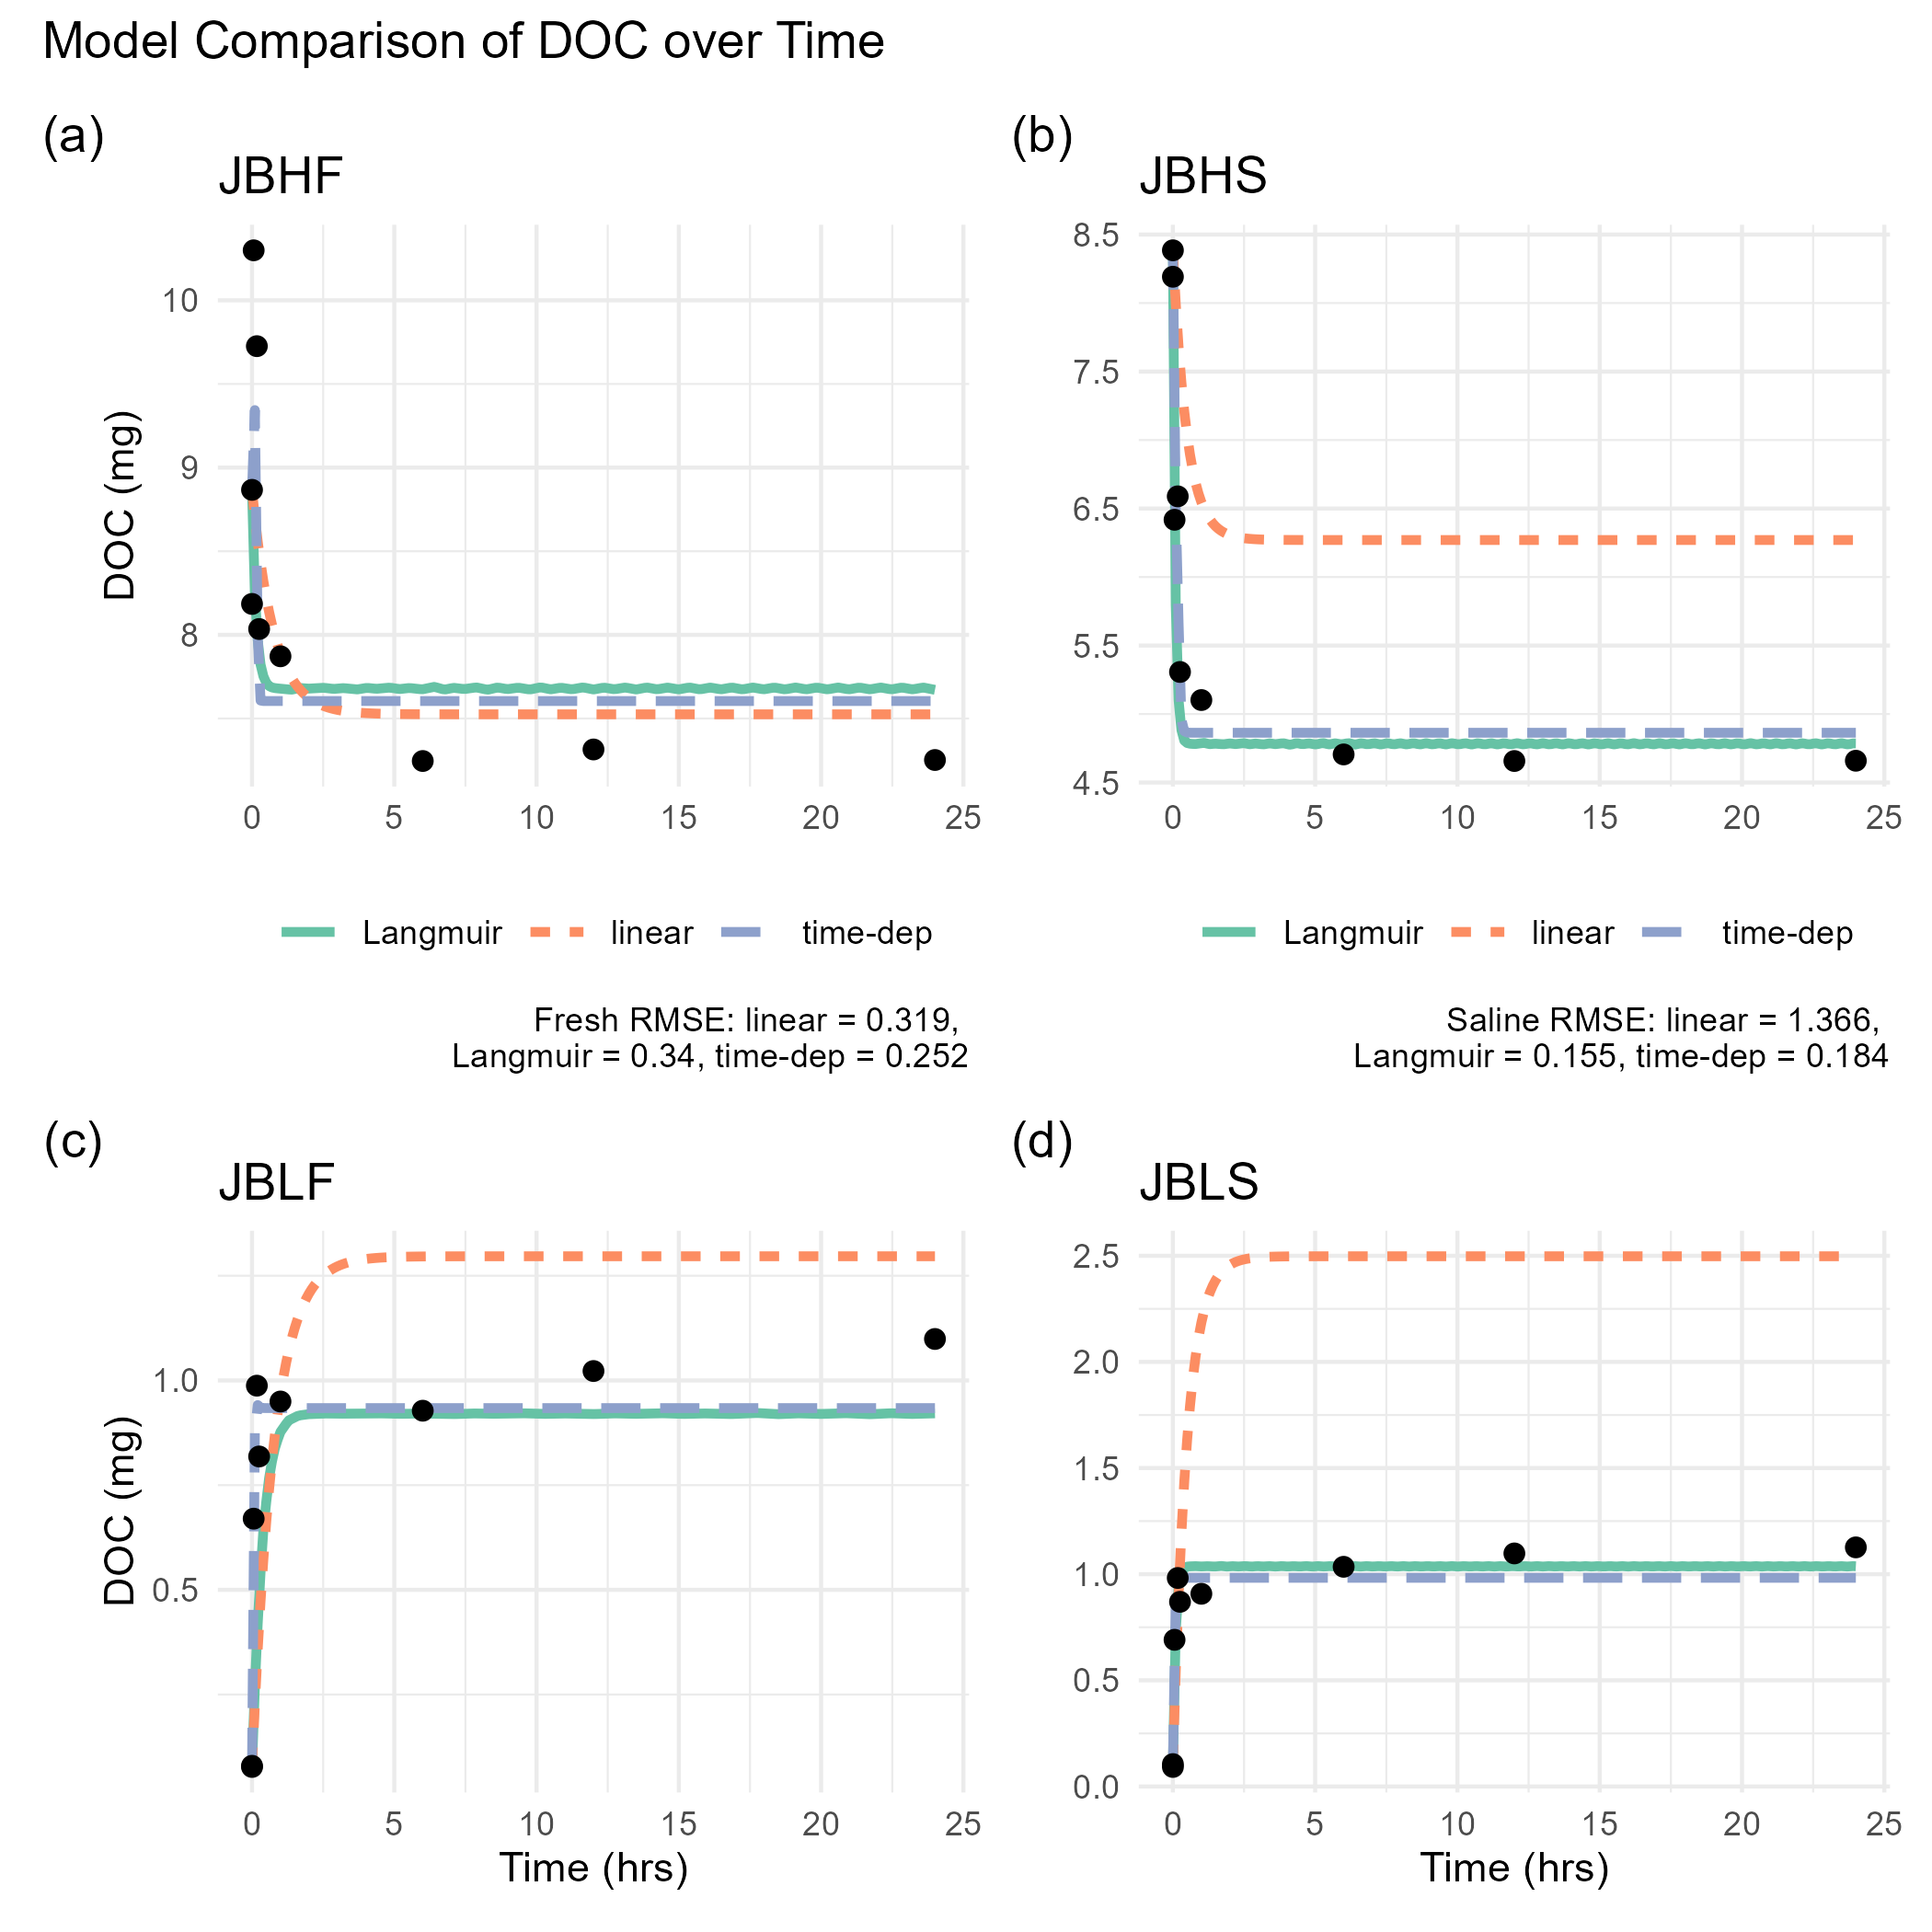 Model Comparison of DOC over Time
(a)
JBHF
DOC (mg)
10
9
8
0 5 10 15 20 25
Langmuir linear time-dep
Fresh RMSE: linear = 0.319,
Langmuir = 0.34, time-dep = 0.252
(b)
JBHS
8.5
7.5
6.5
5.5
4.5
0 5 10 15 20 25
Langmuir linear time-dep
Saline RMSE: linear = 1.366,
Langmuir = 0.155, time-dep = 0.184
(c)
JBLF
DOC (mg)
1.0
0.5
0 5 10 15 20 25
Time (hrs)
(d)
JBLS
2.5
2.0
1.5
1.0
0.5
0.0
0 5 10 15 20 25
Time (hrs)